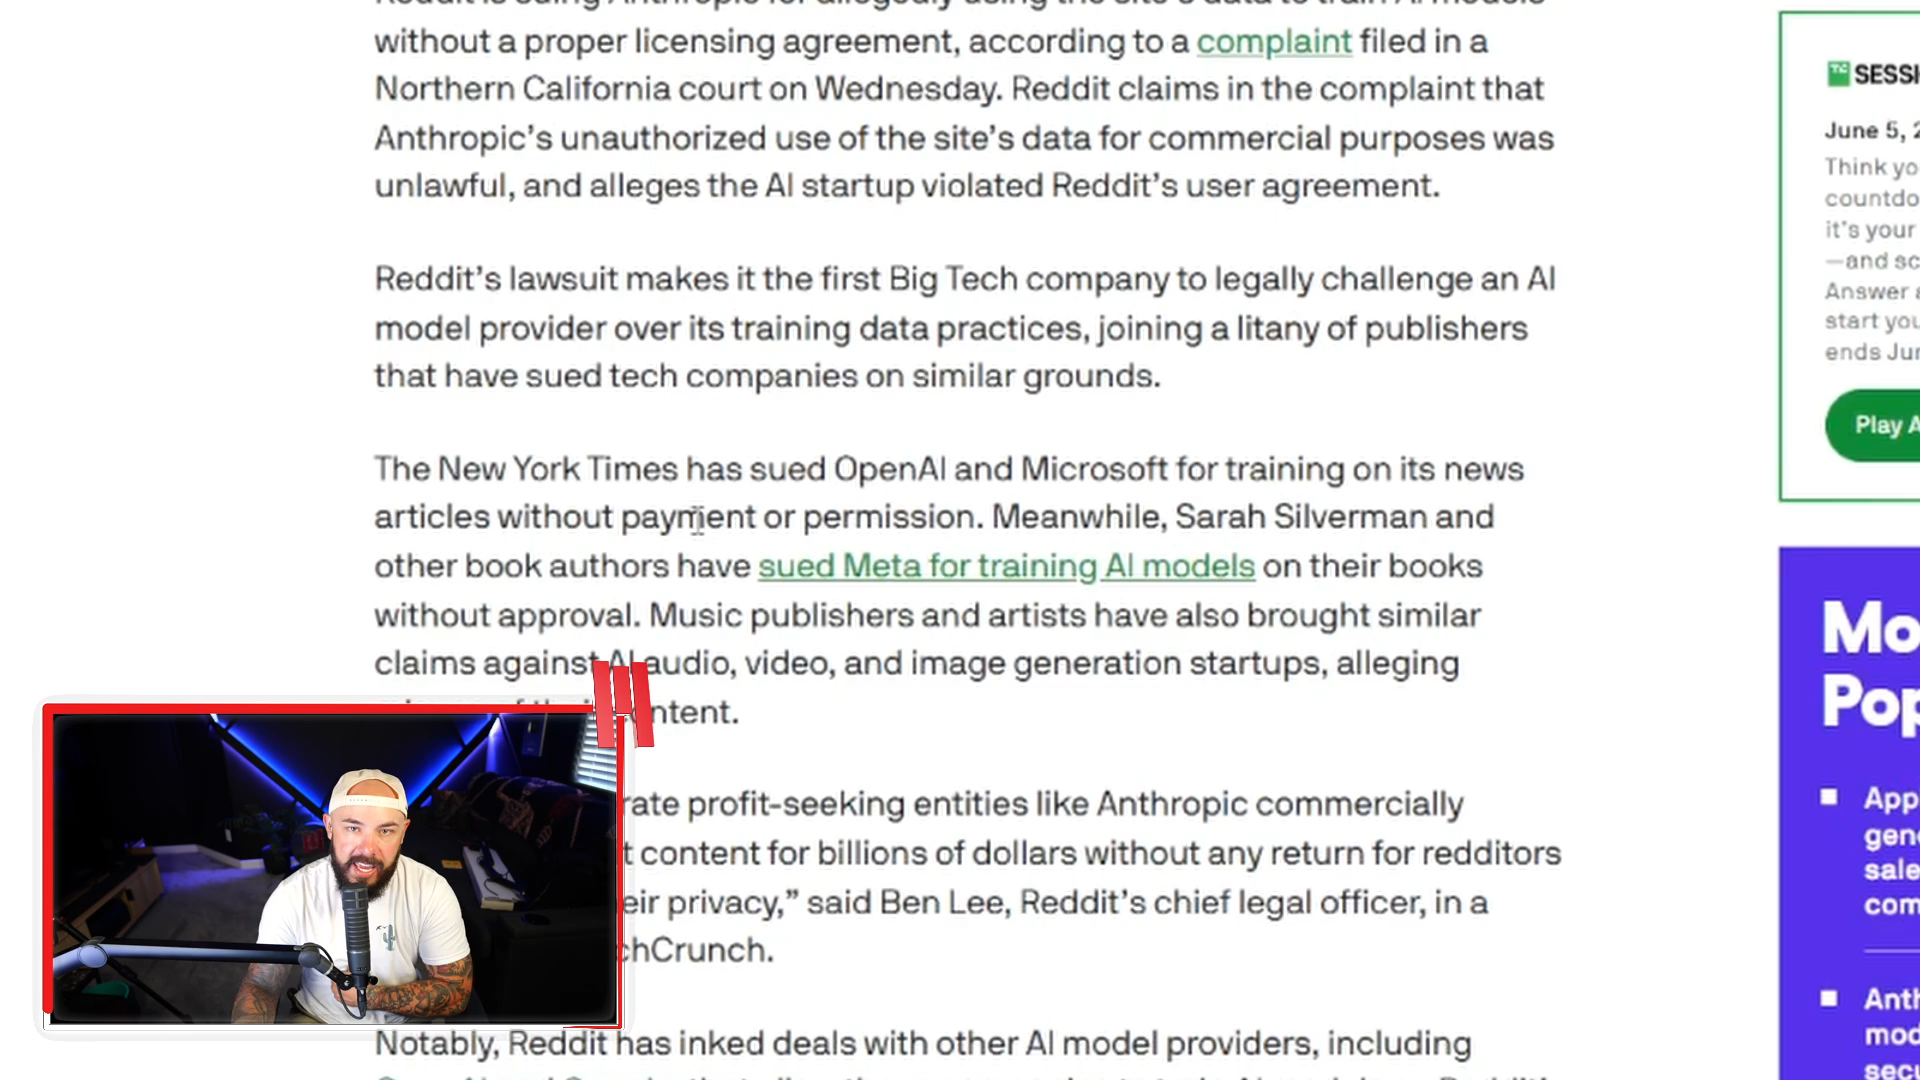 Reddit is suing Anthropic for allegedly using the site's data to train AI models
without a proper licensing agreement, according to a complaint filed in a
Northern California court on Wednesday. Reddit claims in the complaint that
Anthropic's unauthorized use of the site's data for commercial purposes was
unlawful, and alleges the AI startup violated Reddit's user agreement.
Reddit's lawsuit makes it the first Big Tech company to legally challenge an AI
model provider over its training data practices, joining a litany of publishers
that have sued tech companies on similar grounds.
The New York Times has sued OpenAI and Microsoft for training on its news
articles without payment or permission. Meanwhile, Sarah Silverman and
other book authors have sued Meta for training AI models on their books
without approval. Music publishers and artists have also brought similar
claims against AI audio, video, and image generation startups, alleging
ntent.
rate profit-seeking entities like Anthropic commercially
t content for billions of dollars without any return for redditors
eir privacy,” said Ben Lee, Reddit's chief legal officer, in a
chCrunch.
Notably, Reddit has inked deals with other AI model providers, including
TC SESSI
June 5, 2
Think yo
countdo
it's your
—and sc
Answer a
start you
ends Jun
Play A
Mo
Pop
App
gene
sale
com
Anth
mod
secu